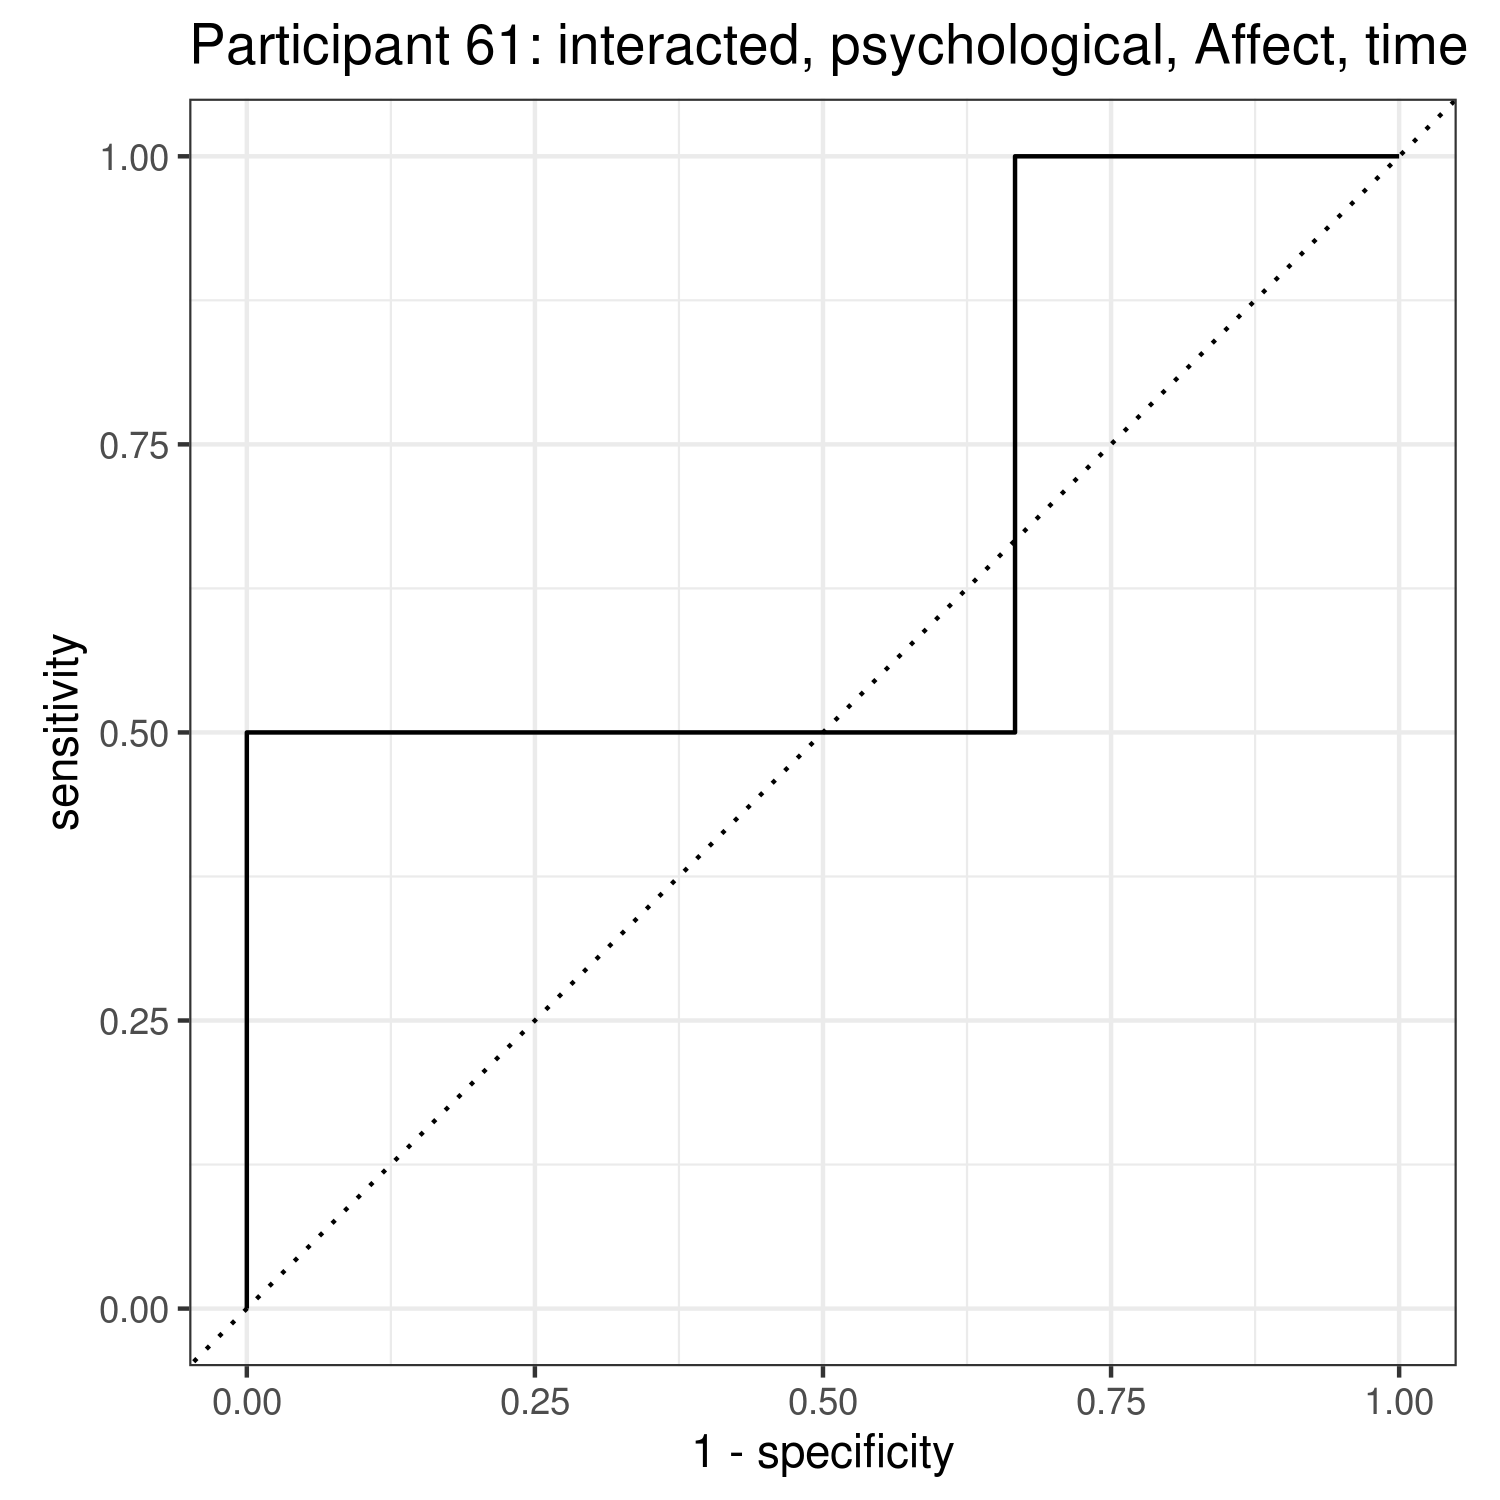 Participant 61: interacted, psychological, Affect, time
1.00
0.75
0.50
0.25
0.00
sensitivity
0.00 0.25 0.50 0.75 1.00
1 - specificity